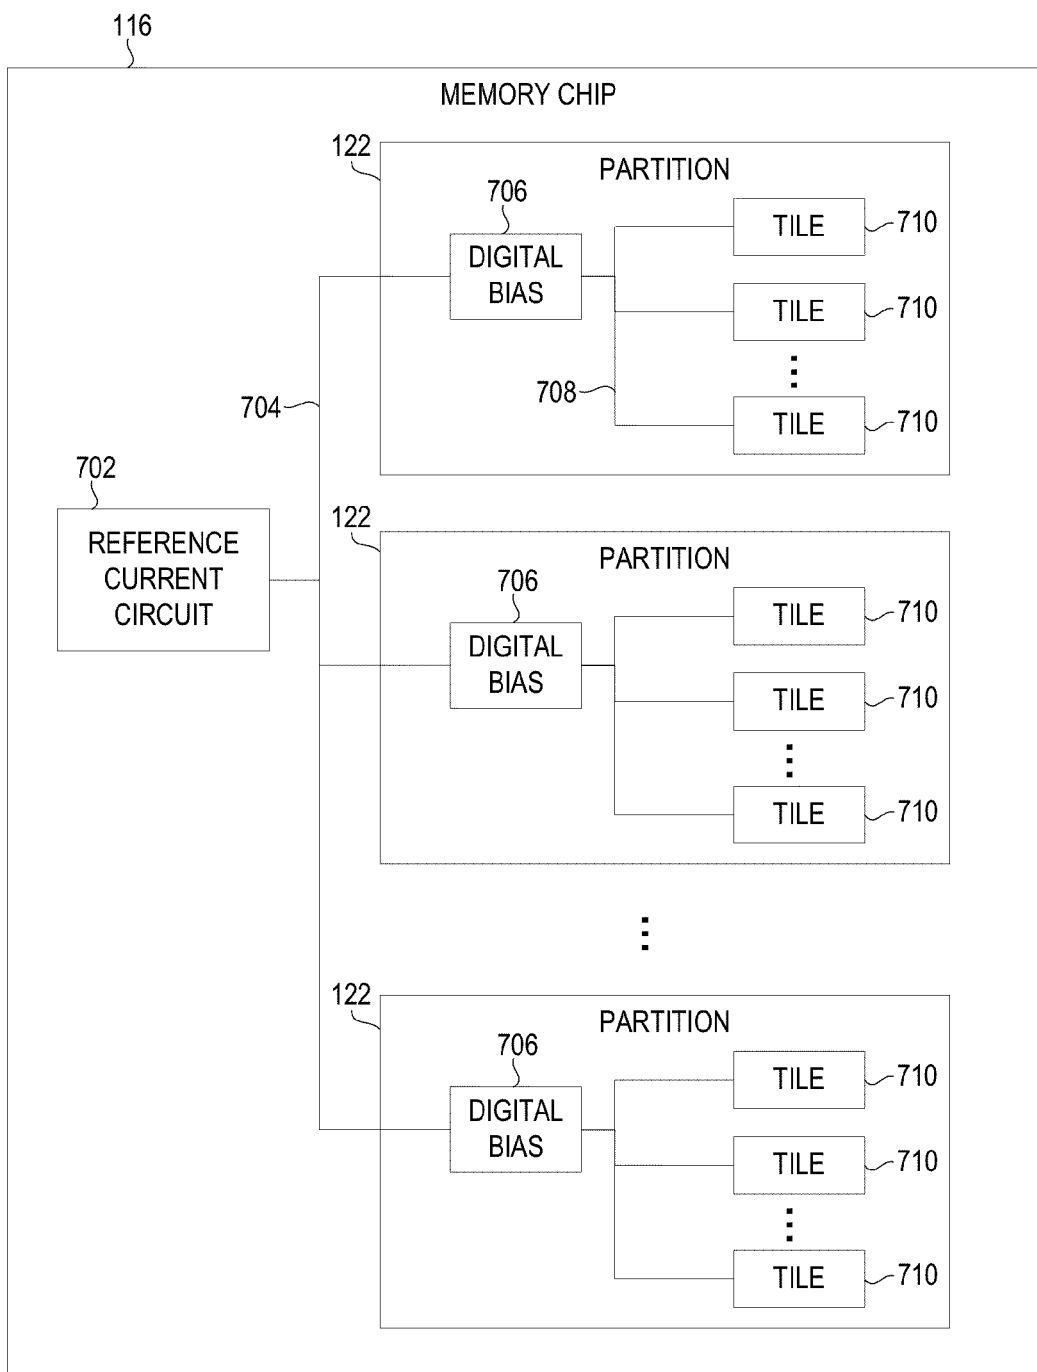 116
MEMORY CHIP
122
PARTITION
706
DIGITAL
BIAS
TILE
710
TILE
710
708
TILE
710
704
702
REFERENCE
CURRENT
CIRCUIT
122
PARTITION
706
DIGITAL
BIAS
TILE
710
TILE
710
TILE
710
122
PARTITION
706
DIGITAL
BIAS
TILE
710
TILE
710
TILE
710